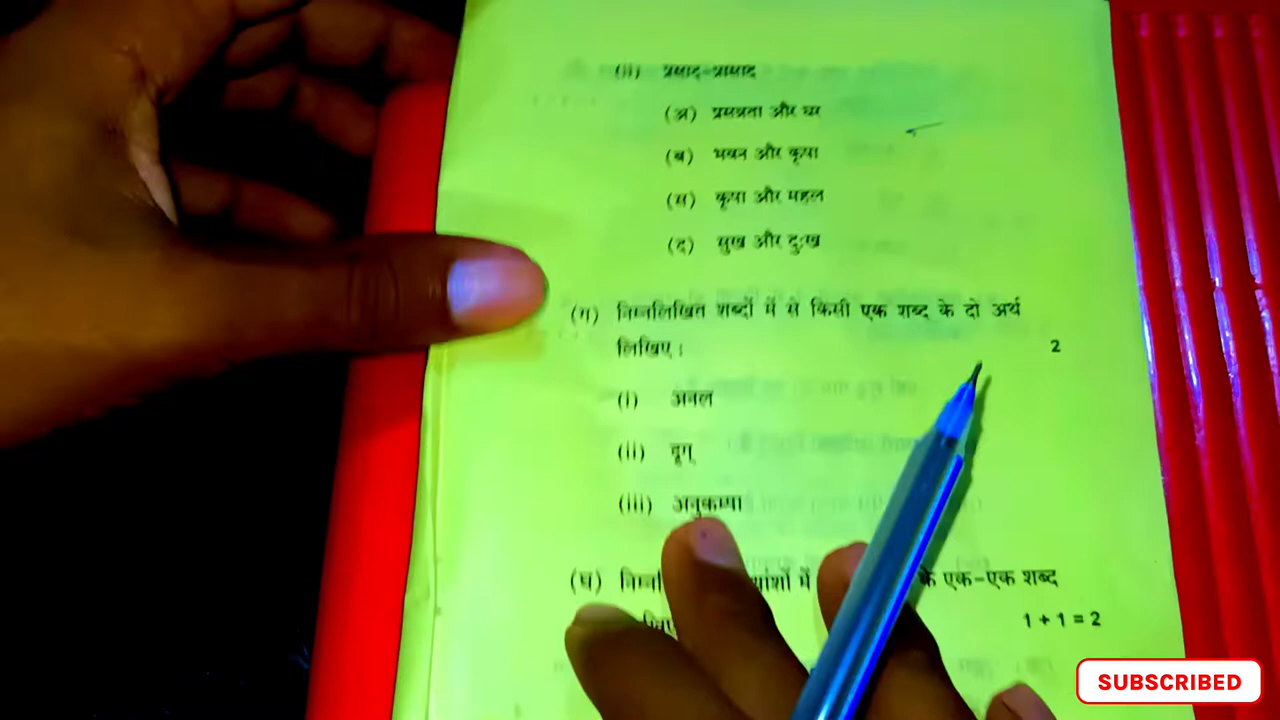 (ii) प्रसाद-प्रासाद
(अ) प्रसन्नता और घर
(ब) भवन और कृपा
(स) कृपा और महल
(द) सुख और दुःख
(ग) निम्नलिखित शब्दों में से किसी एक शब्द के दो अर्थ
लिखिए : 2
(i) अनल
(ii) दृग्
(iii) अनुकम्पा
(घ) में के एक-एक शब्द
1 + 1 = 2
SUBSCRIBED